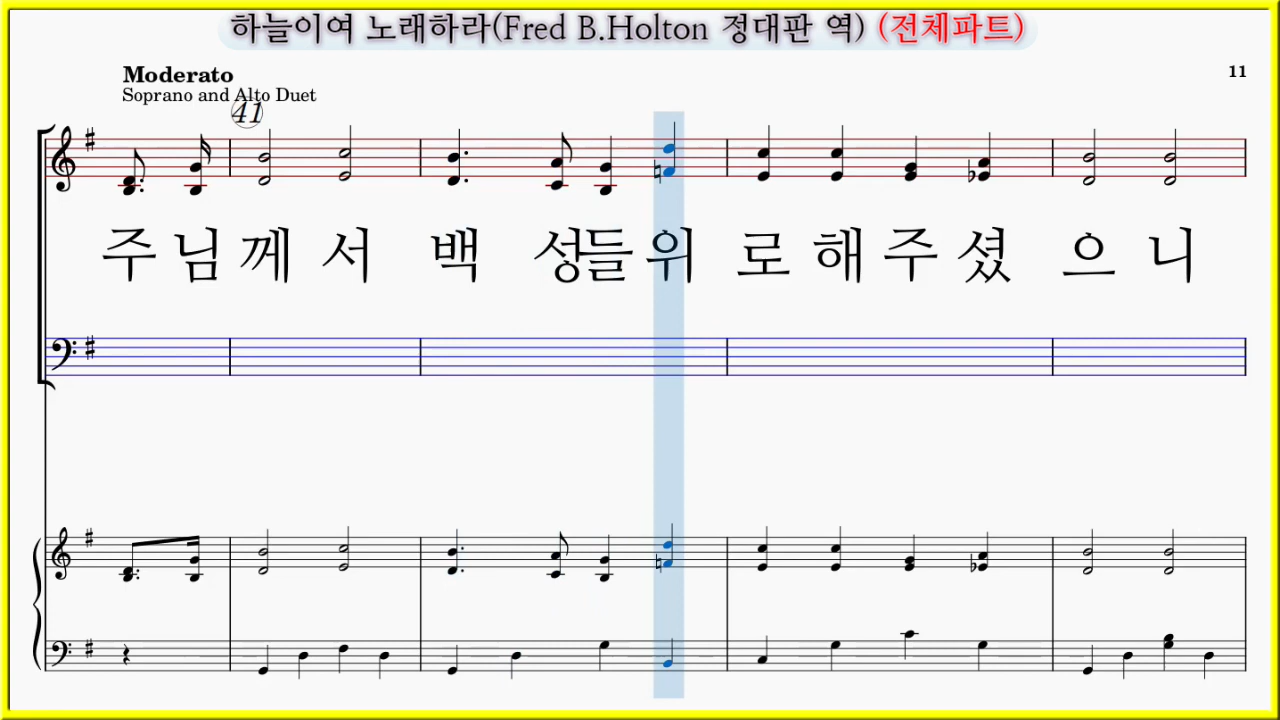 하늘이여 노래하라(Fred B.Holton 정대판 역) (전체파트)
Moderato
11
Soprano and Alto Duet
41
주 님 께 서 백 성 들 위 로 해 주 셨 으 니